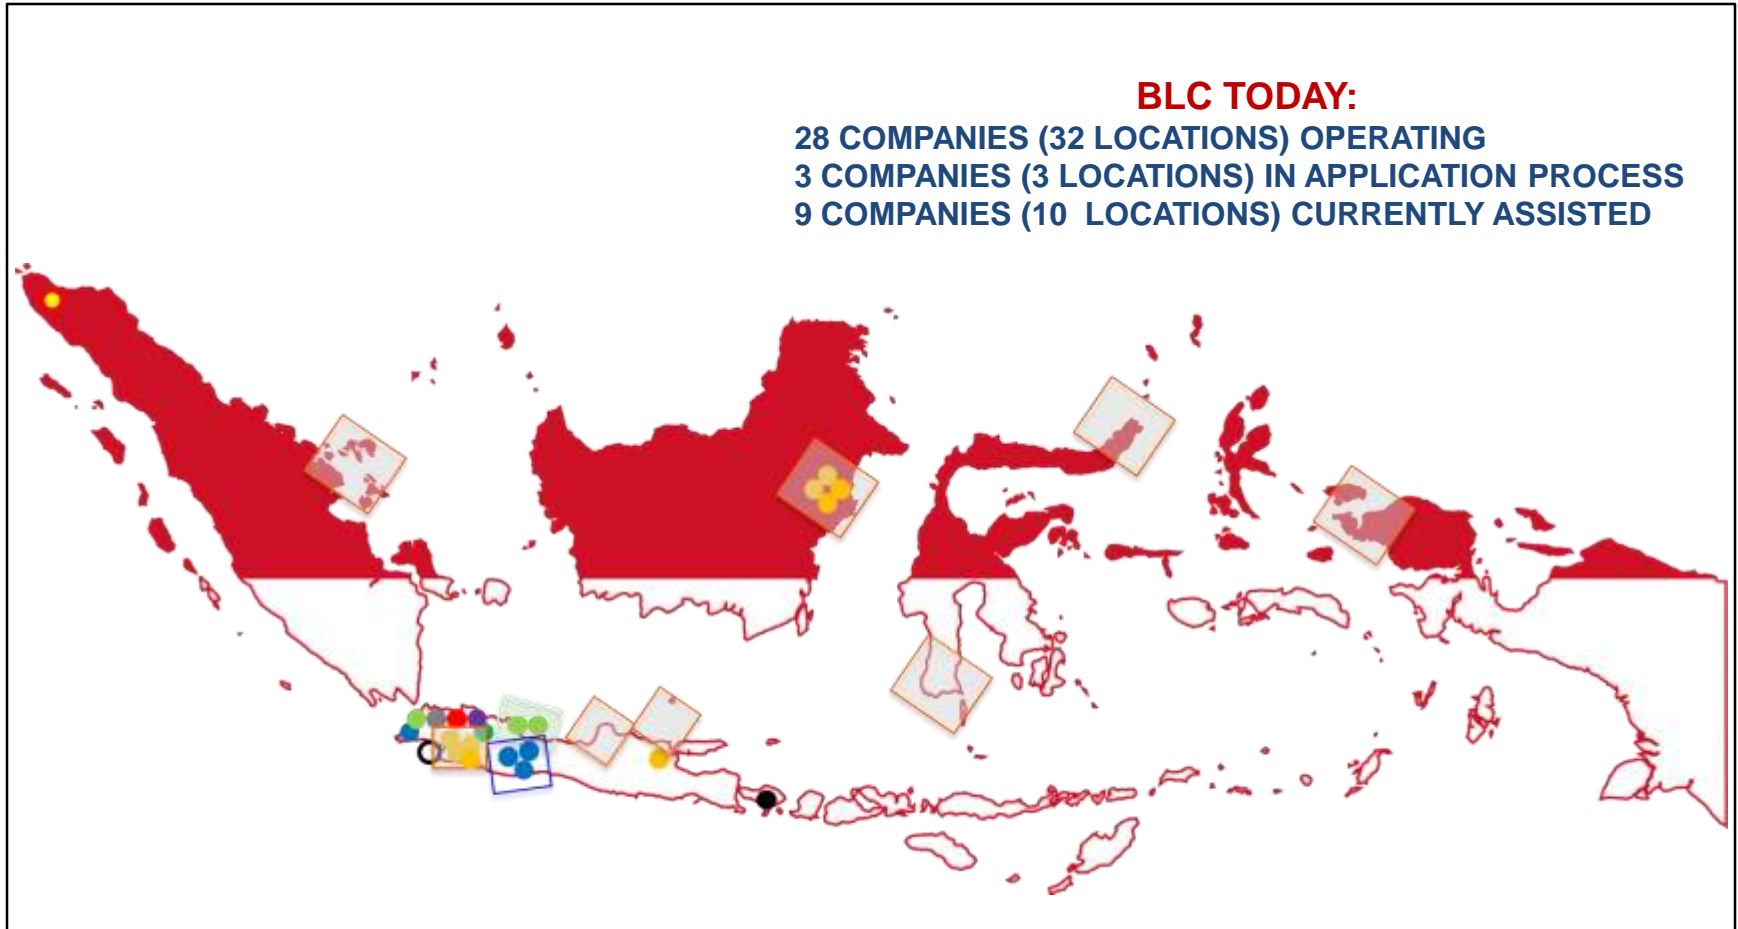 BLC TODAY:
28 COMPANIES (32 LOCATIONS) OPERATING
3 COMPANIES (3 LOCATIONS) IN APPLICATION PROCESS
9 COMPANIES (10 LOCATIONS) CURRENTLY ASSISTED